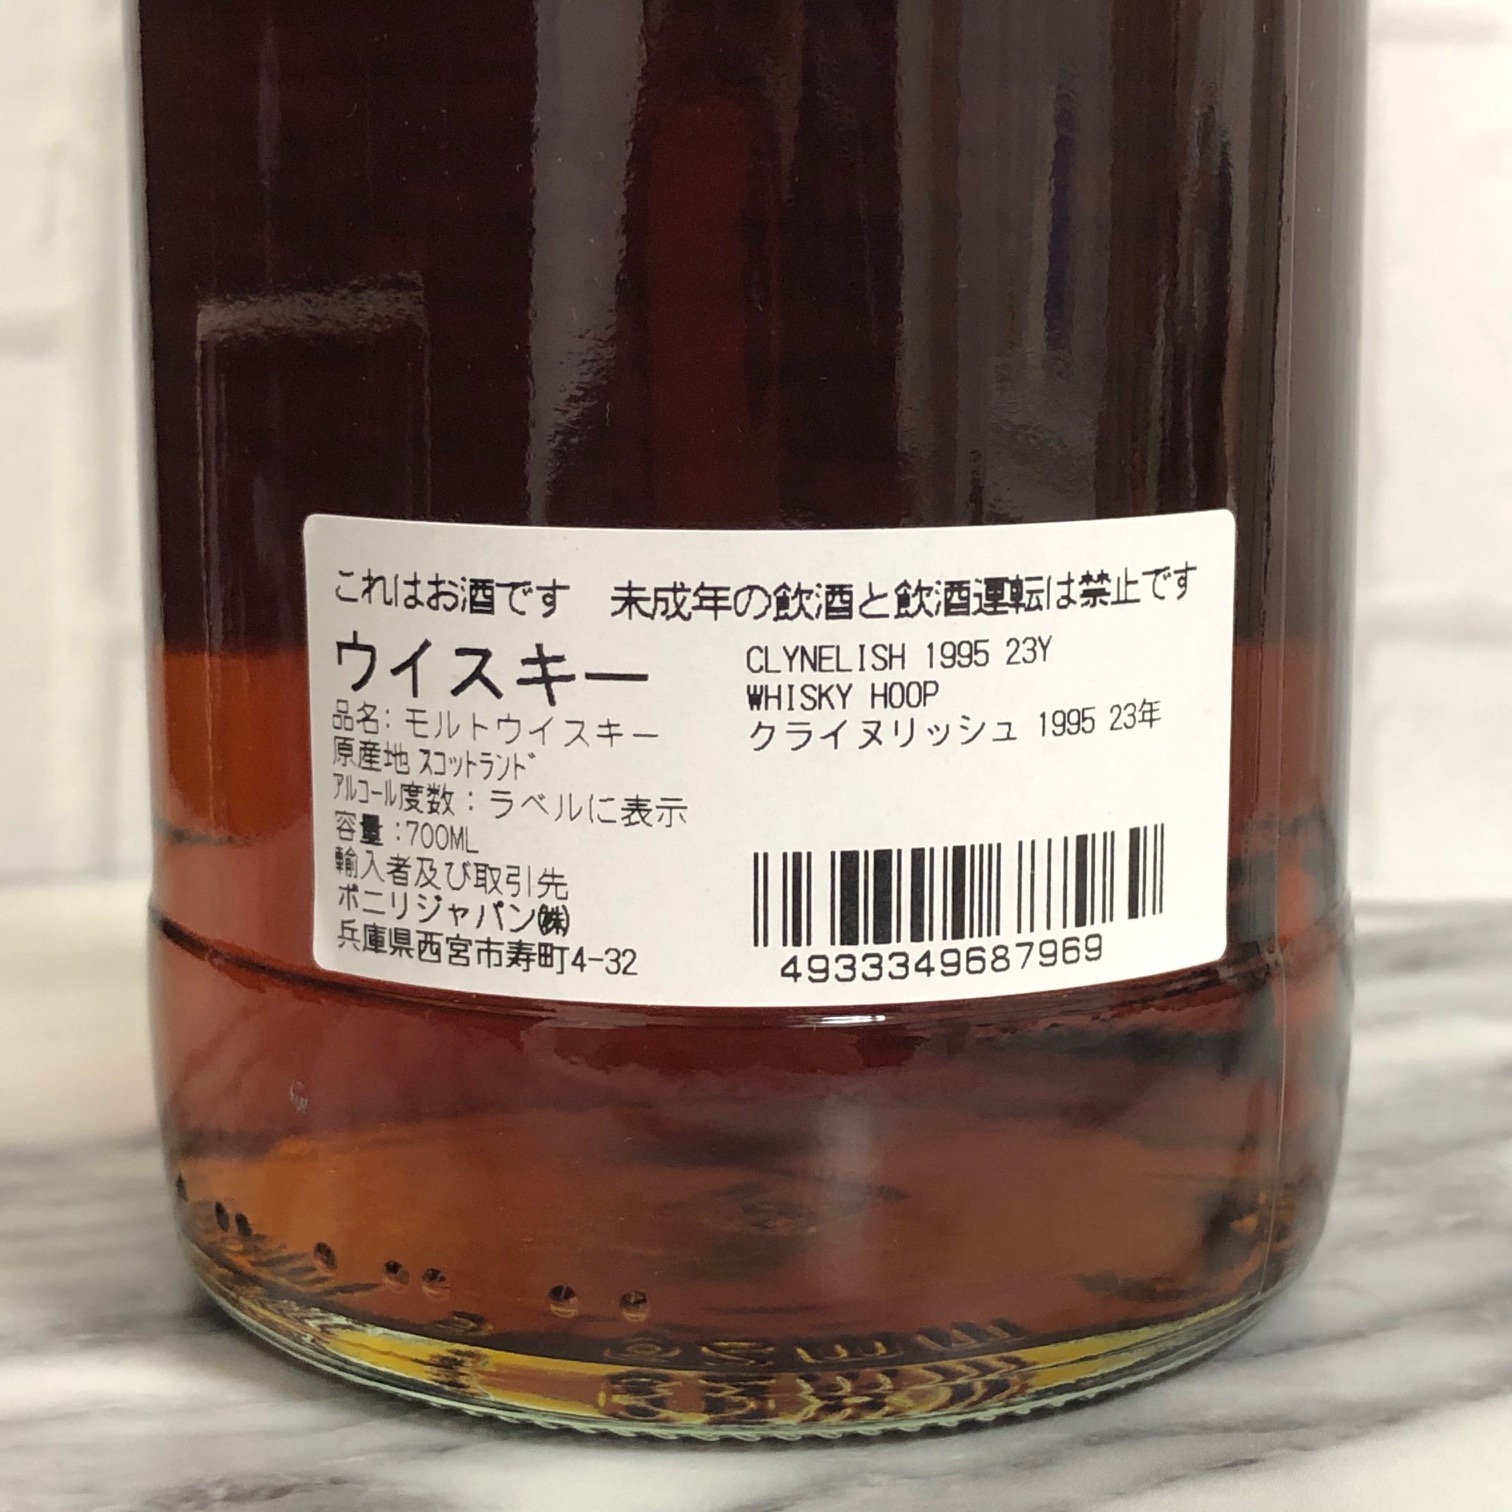 これはお酒です　未成年の飲酒と飲酒運転は禁止です
ウイスキー
品名：モルトウイスキー
原産地 ｽｺｯﾄﾗﾝﾄﾞ
ｱﾙｺｰﾙ度数：ラベルに表示
容量：700ML
輸入者及び取引先
ボニリジャパン㈱
兵庫県西宮市寿町4-32
CLYNELISH 1995 23Y
WHISKY HOOP
クライヌリッシュ 1995 23年
4933349687969